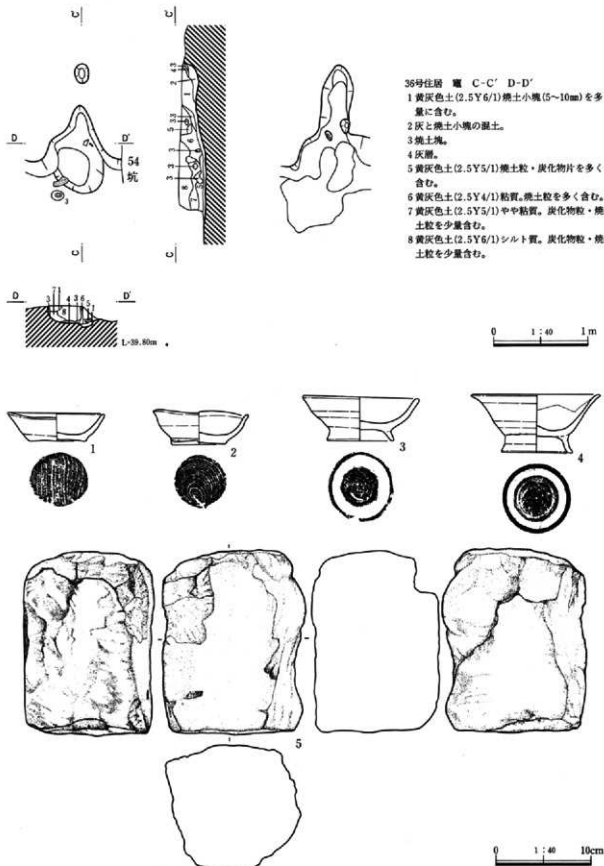 C'
C'
36号住居 竈 C-C' D-D'
1 黄灰色土(2.5Y6/1)焼土小塊(5~10㎜)を多
量に含む。
2 灰と焼土小塊の混土。
3 焼土塊。
4 灰層。
5 黄灰色土(2.5Y5/1)焼土粒・炭化物片を多く
含む。
6 黄灰色土(2.5Y4/1)粘質。焼土粒を多く含む。
7 黄灰色土(2.5Y5/1)やや粘質。炭化物粒・焼
土粒を少量含む。
8 黄灰色土(2.5Y6/1)シルト質。炭化物粒・焼
土粒を少量含む。
D
D'
54
坑
3
C
C
D
D'
L-39.80m
0 1:40 1m
1
2
3
4
5
0 1:40 10cm